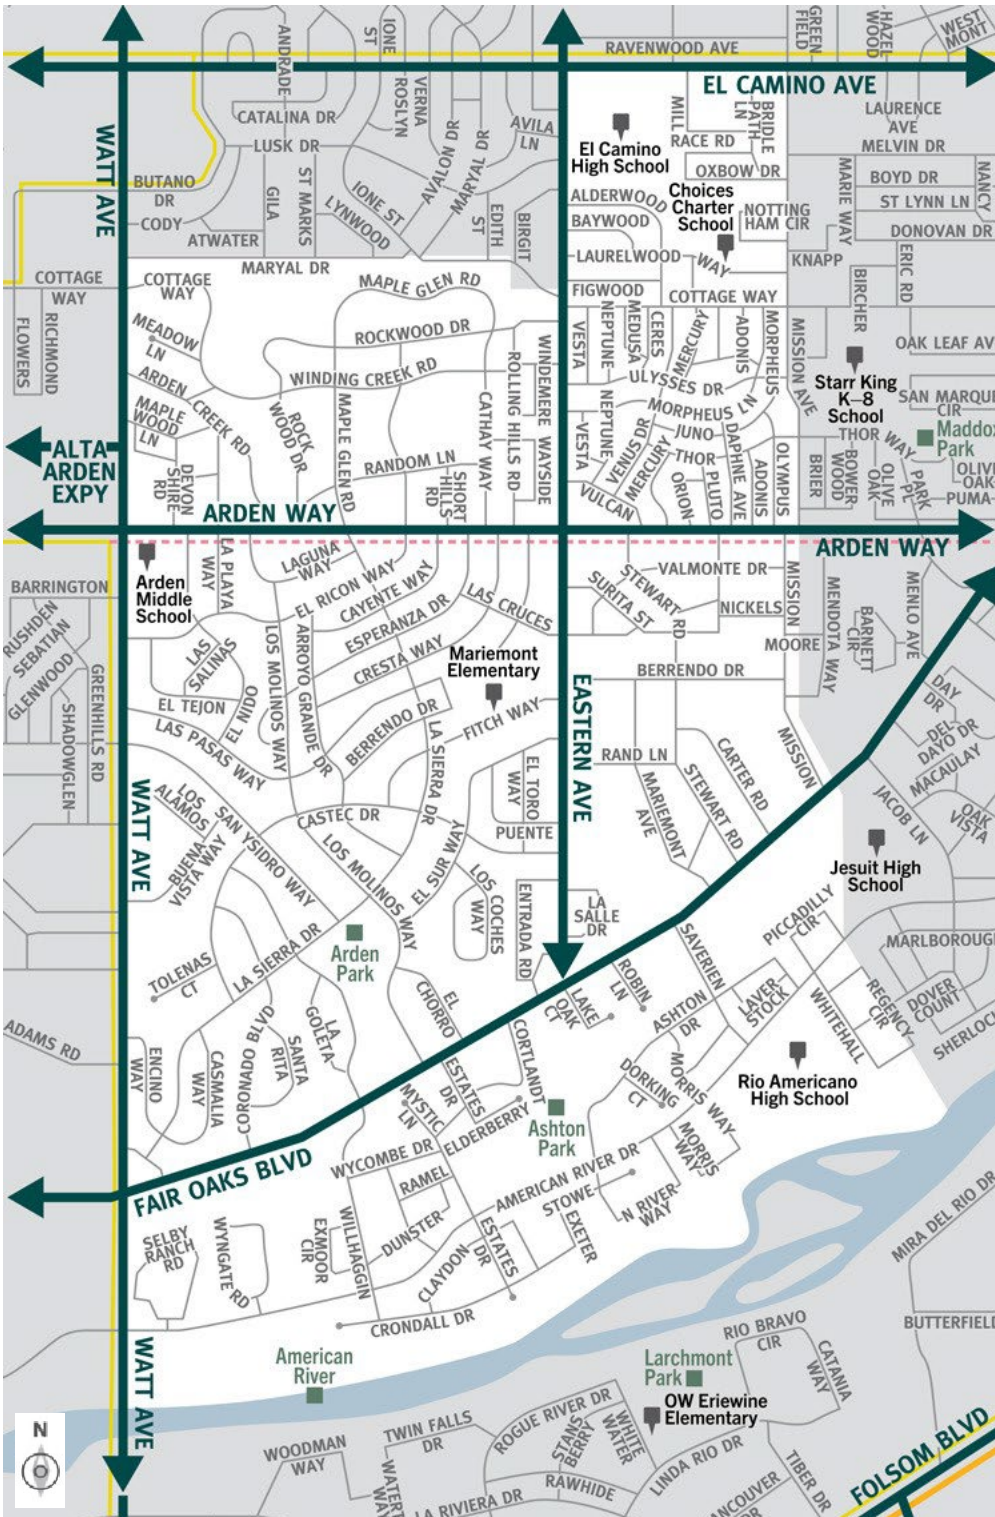 IONE
ST
GREEN
FIELD
HAZEL
WOOD
WEST
MONT
ANDRADE
RAVENWOOD AVE
EL CAMINO AVE
ROSLYN
VERNA
CATALINA DR
WATT AVE
LUSK DR
AVALON DR
MARYAL DR
AVILA
LN
El Camino
High School
MILL
RACE RD
BRIDLE
PATH
LN
LAURENCE
AVE
MELVIN DR
OXBOW DR
BUTANO
DR
CODY
ATWATER
GILA
ST MARKS
IONE ST
LYNWOOD
EDITH
ST
BIRGIT
ALDERWOOD
BAYWOOD
LAURELWOOD
WAY
Choices
Charter
School
NOTTING
HAM CIR
MARIE WAY
BOYD DR
ST LYNN LN
NANCY
DONOVAN DR
KNAPP
MARYAL DR
COTTAGE
WAY
COTTAGE
WAY
MAPLE GLEN RD
FIGWOOD
COTTAGE WAY
BIRCHER
ERIC RD
FLOWERS
RICHMOND
MEADOW
LN
ROCKWOOD DR
WINDING CREEK RD
ROLLING HILLS RD
WINDEMERE
WAYSIDE
VESTA
NEPTUNE
MEDUSA
CERES
MERCURY
ADONIS
MORPHEUS
MISSION AVE
OAK LEAF AV
ULYSSES DR
Starr King
K–8
School
SAN MARQUE
CIR
Maddox
Park
ARDEN
CREEK RD
MAPLE
WOOD
LN
ROCK
WOOD DR
MAPLE GLEN RD
CATHAY WAY
NEPTUNE
VESTA
MORPHEUS LN
JUNO
THOR
VENUS DR
MERCURY
VULCAN
ORION
PLUTO
DAPHNE AVE
ADONIS
OLYMPUS
THOR
WAY
BRIER
BOWER
WOOD
OLIVE
OAK
PARK
PL
OLIVE
OAK
PUMA
ALTA
ARDEN
EXPY
DEVON
SHIRE
RD
RANDOM LN
SHORT
HILLS
RD
ARDEN WAY
ARDEN WAY
Arden
Middle
School
LA PLAYA
WAY
LAGUNA
WAY
EL RICON WAY
CAYENTE WAY
ESPERANZA DR
CRESTA WAY
LAS CRUCES
STEWART
RD
SURITA ST
VALMONTE DR
NICKELS
MISSION
MOORE
MENDOTA WAY
BARNETT
CIR
MENLO AVE
BARRINGTON
RUSHDEN
SEBATIAN
GLENWOOD
SHADOWGLEN
GREENHILLS RD
LAS
SALINAS
EL TEJON
EL NIDO
LOS MOLINOS WAY
ARROYO GRANDE DR
Mariemont
Elementary
BERRENDO DR
LA SIERRA DR
FITCH WAY
LAS PASAS WAY
EASTERN AVE
BERRENDO DR
MISSION
DAY
DR
DEL
DAYO DR
MACAULAY
RAND LN
CARTER RD
STEWART RD
MARIEMONT
AVE
EL TORO
WAY
PUENTE
WATT AVE
LOS
ALAMOS
SAN YSIDRO WAY
BUENA
VISTA WAY
CASTEC DR
LOS MOLINOS WAY
EL SUR WAY
LOS
COCHES
WAY
JACOB LN
OAK
VISTA
Jesuit High
School
ENTRADA RD
LA
SALLE
DR
PICCADILLY
CIR
MARLBOROUG
Arden
Park
TOLENAS
CT
LA SIERRA DR
SAVERIEN
ROBIN
LN
LAKE
OAK
CT
ASHTON
DR
LAVER
STOCK
WHITEHALL
REGENCY
CIR
DOVER
COUNT
SHERLOC
ADAMS RD
ENCINO
WAY
CASMALIA
WAY
CORONADO BLVD
SANTA
RITA
LA
GOLETA
EL
CHORRO
CORTLANDT
ESTATES
DR
MYSTIC
LN
ELDERBERRY
Ashton
Park
DORKING
CT
MORRIS WAY
Rio Americano
High School
MORRIS
WAY
FAIR OAKS BLVD
WYCOMBE DR
RAMEL
DUNSTER
AMERICAN RIVER DR
STOWE
N RIVER
WAY
EXETER
ESTATES
DR
SELBY
RANCH
RD
WYNGATE RD
EXMOOR
CIR
WILLHAGGIN
CLAYDON
CRONDALL DR
MIRA DEL RIO DR
BUTTERFIEL
WATT AVE
American
River
Larchmont
Park
RIO BRAVO
CIR
CATANIA
WAY
OW Eriewine
Elementary
N
WOODMAN
WAY
TWIN FALLS
DR
ROGUE RIVER DR
STANS
BERRY
WHITE
WATER
RAWHIDE
LINDA RIO DR
TIBER DR
LA RIVIERA DR
WATERT
WAY
ANCOUVER
DR
FOLSOM BLVD